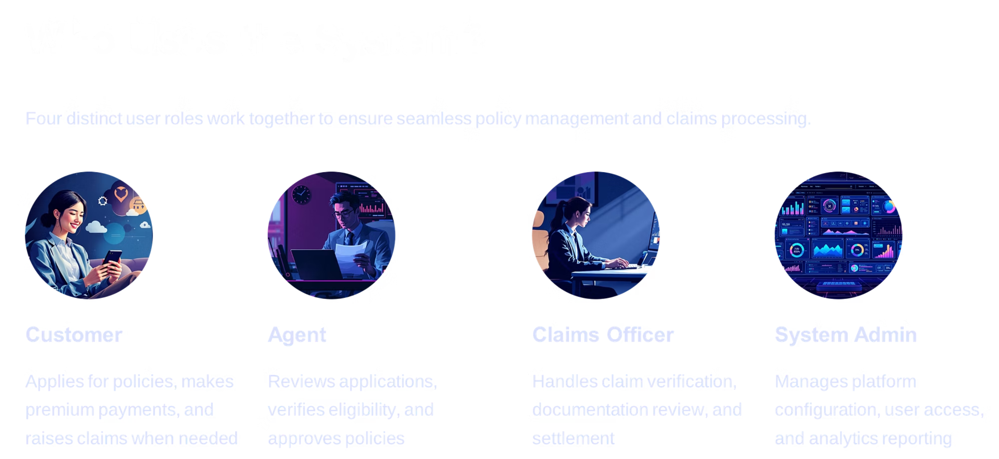 Who Uses the System?
Four distinct user roles work together to ensure seamless policy management and claims processing.
Customer
Applies for policies, makes
premium payments, and
raises claims when needed
Agent
Reviews applications,
verifies eligibility, and
approves policies
Claims Officer
Handles claim verification,
documentation review, and
settlement
System Admin
Manages platform
configuration, user access,
and analytics reporting